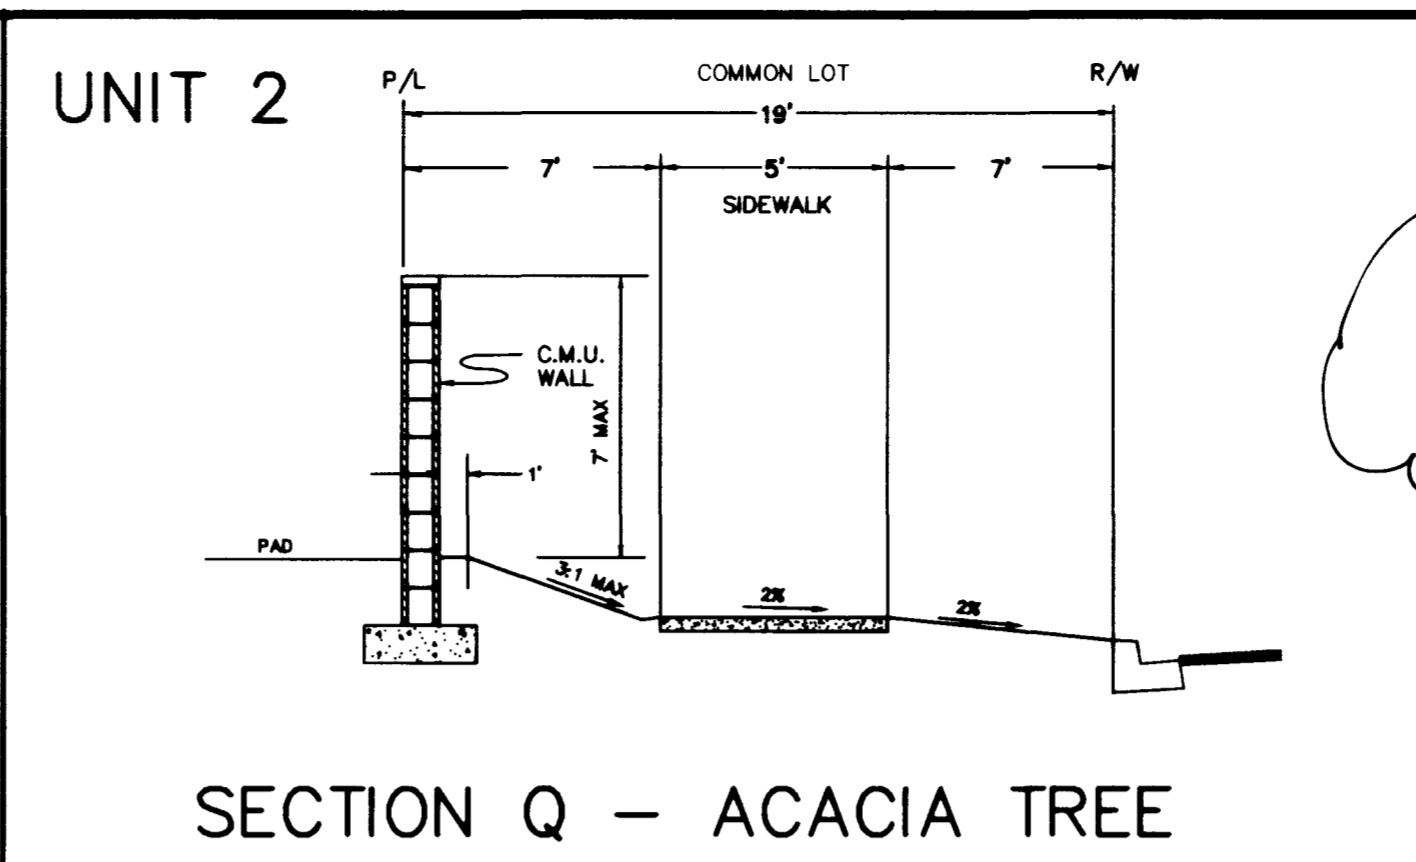 UNIT 2
P/L
COMMON LOT
R/W
19'
7'
5'
7'
SIDEWALK
C.M.U.
WALL
7' MAX
1'
PAD
3:1 MAX
2%
2%
SECTION Q - ACACIA TREE